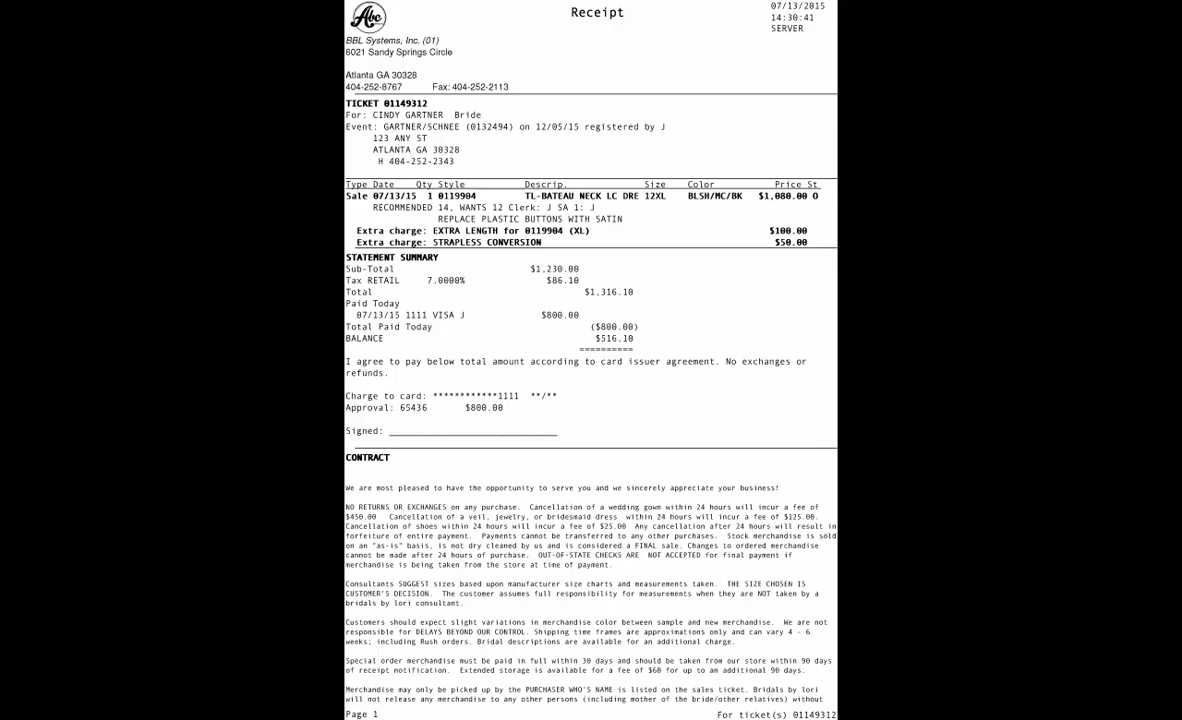 Abc
Receipt
07/13/2015
14:30:41
SERVER
BBL Systems, Inc. (01)
6021 Sandy Springs Circle
Atlanta GA 30328
404-252-8767 Fax: 404-252-2113
TICKET 01149312
For: CINDY GARTNER Bride
Event: GARTNER/SCHNEE (0132494) on 12/05/15 registered by J
123 ANY ST
ATLANTA GA 30328
H 404-252-2343
Type Date Qty Style Descrip. Size Color Price St
Sale 07/13/15 1 0119904 TL-BATEAU NECK LC DRE 12XL BLSH/MC/BK $1,080.00 O
RECOMMENDED 14, WANTS 12 Clerk: J SA 1: J
REPLACE PLASTIC BUTTONS WITH SATIN
Extra charge: EXTRA LENGTH for 0119904 (XL) $100.00
Extra charge: STRAPLESS CONVERSION $50.00
STATEMENT SUMMARY
Sub-Total $1,230.00
Tax RETAIL 7.0000% $86.10
Total $1,316.10
Paid Today
07/13/15 1111 VISA J $800.00
Total Paid Today ($800.00)
BALANCE $516.10
==========
I agree to pay below total amount according to card issuer agreement. No exchanges or
refunds.
Charge to card: ************1111 **/**
Approval: 65436 $800.00
Signed: ______________________________
CONTRACT
We are most pleased to have the opportunity to serve you and we sincerely appreciate your business!
NO RETURNS OR EXCHANGES on any purchase. Cancellation of a wedding gown within 24 hours will incur a fee of
$450.00 Cancellation of a veil, jewelry, or bridesmaid dress within 24 hours will incur a fee of $125.00.
Cancellation of shoes within 24 hours will incur a fee of $25.00 Any cancellation after 24 hours will result in
forfeiture of entire payment. Payments cannot be transferred to any other purchases. Stock merchandise is sold
on an "as-is" basis, is not dry cleaned by us and is considered a FINAL sale. Changes to ordered merchandise
cannot be made after 24 hours of purchase. OUT-OF-STATE CHECKS ARE NOT ACCEPTED for final payment if
merchandise is being taken from the store at time of payment.
Consultants SUGGEST sizes based upon manufacturer size charts and measurements taken. THE SIZE CHOSEN IS
CUSTOMER'S DECISION. The customer assumes full responsibility for measurements when they are NOT taken by a
bridals by lori consultant.
Customers should expect slight variations in merchandise color between sample and new merchandise. We are not
responsible for DELAYS BEYOND OUR CONTROL. Shipping time frames are approximations only and can vary 4 - 6
weeks; including Rush orders. Bridal descriptions are available for an additional charge.
Special order merchandise must be paid in full within 30 days and should be taken from our store within 90 days
of receipt notification. Extended storage is available for a fee of $60 for up to an additional 90 days.
Merchandise may only be picked up by the PURCHASER WHO'S NAME is listed on the sales ticket. Bridals by lori
will not release any merchandise to any other persons (including mother of the bride/other relatives) without
Page 1 For ticket(s) 01149312